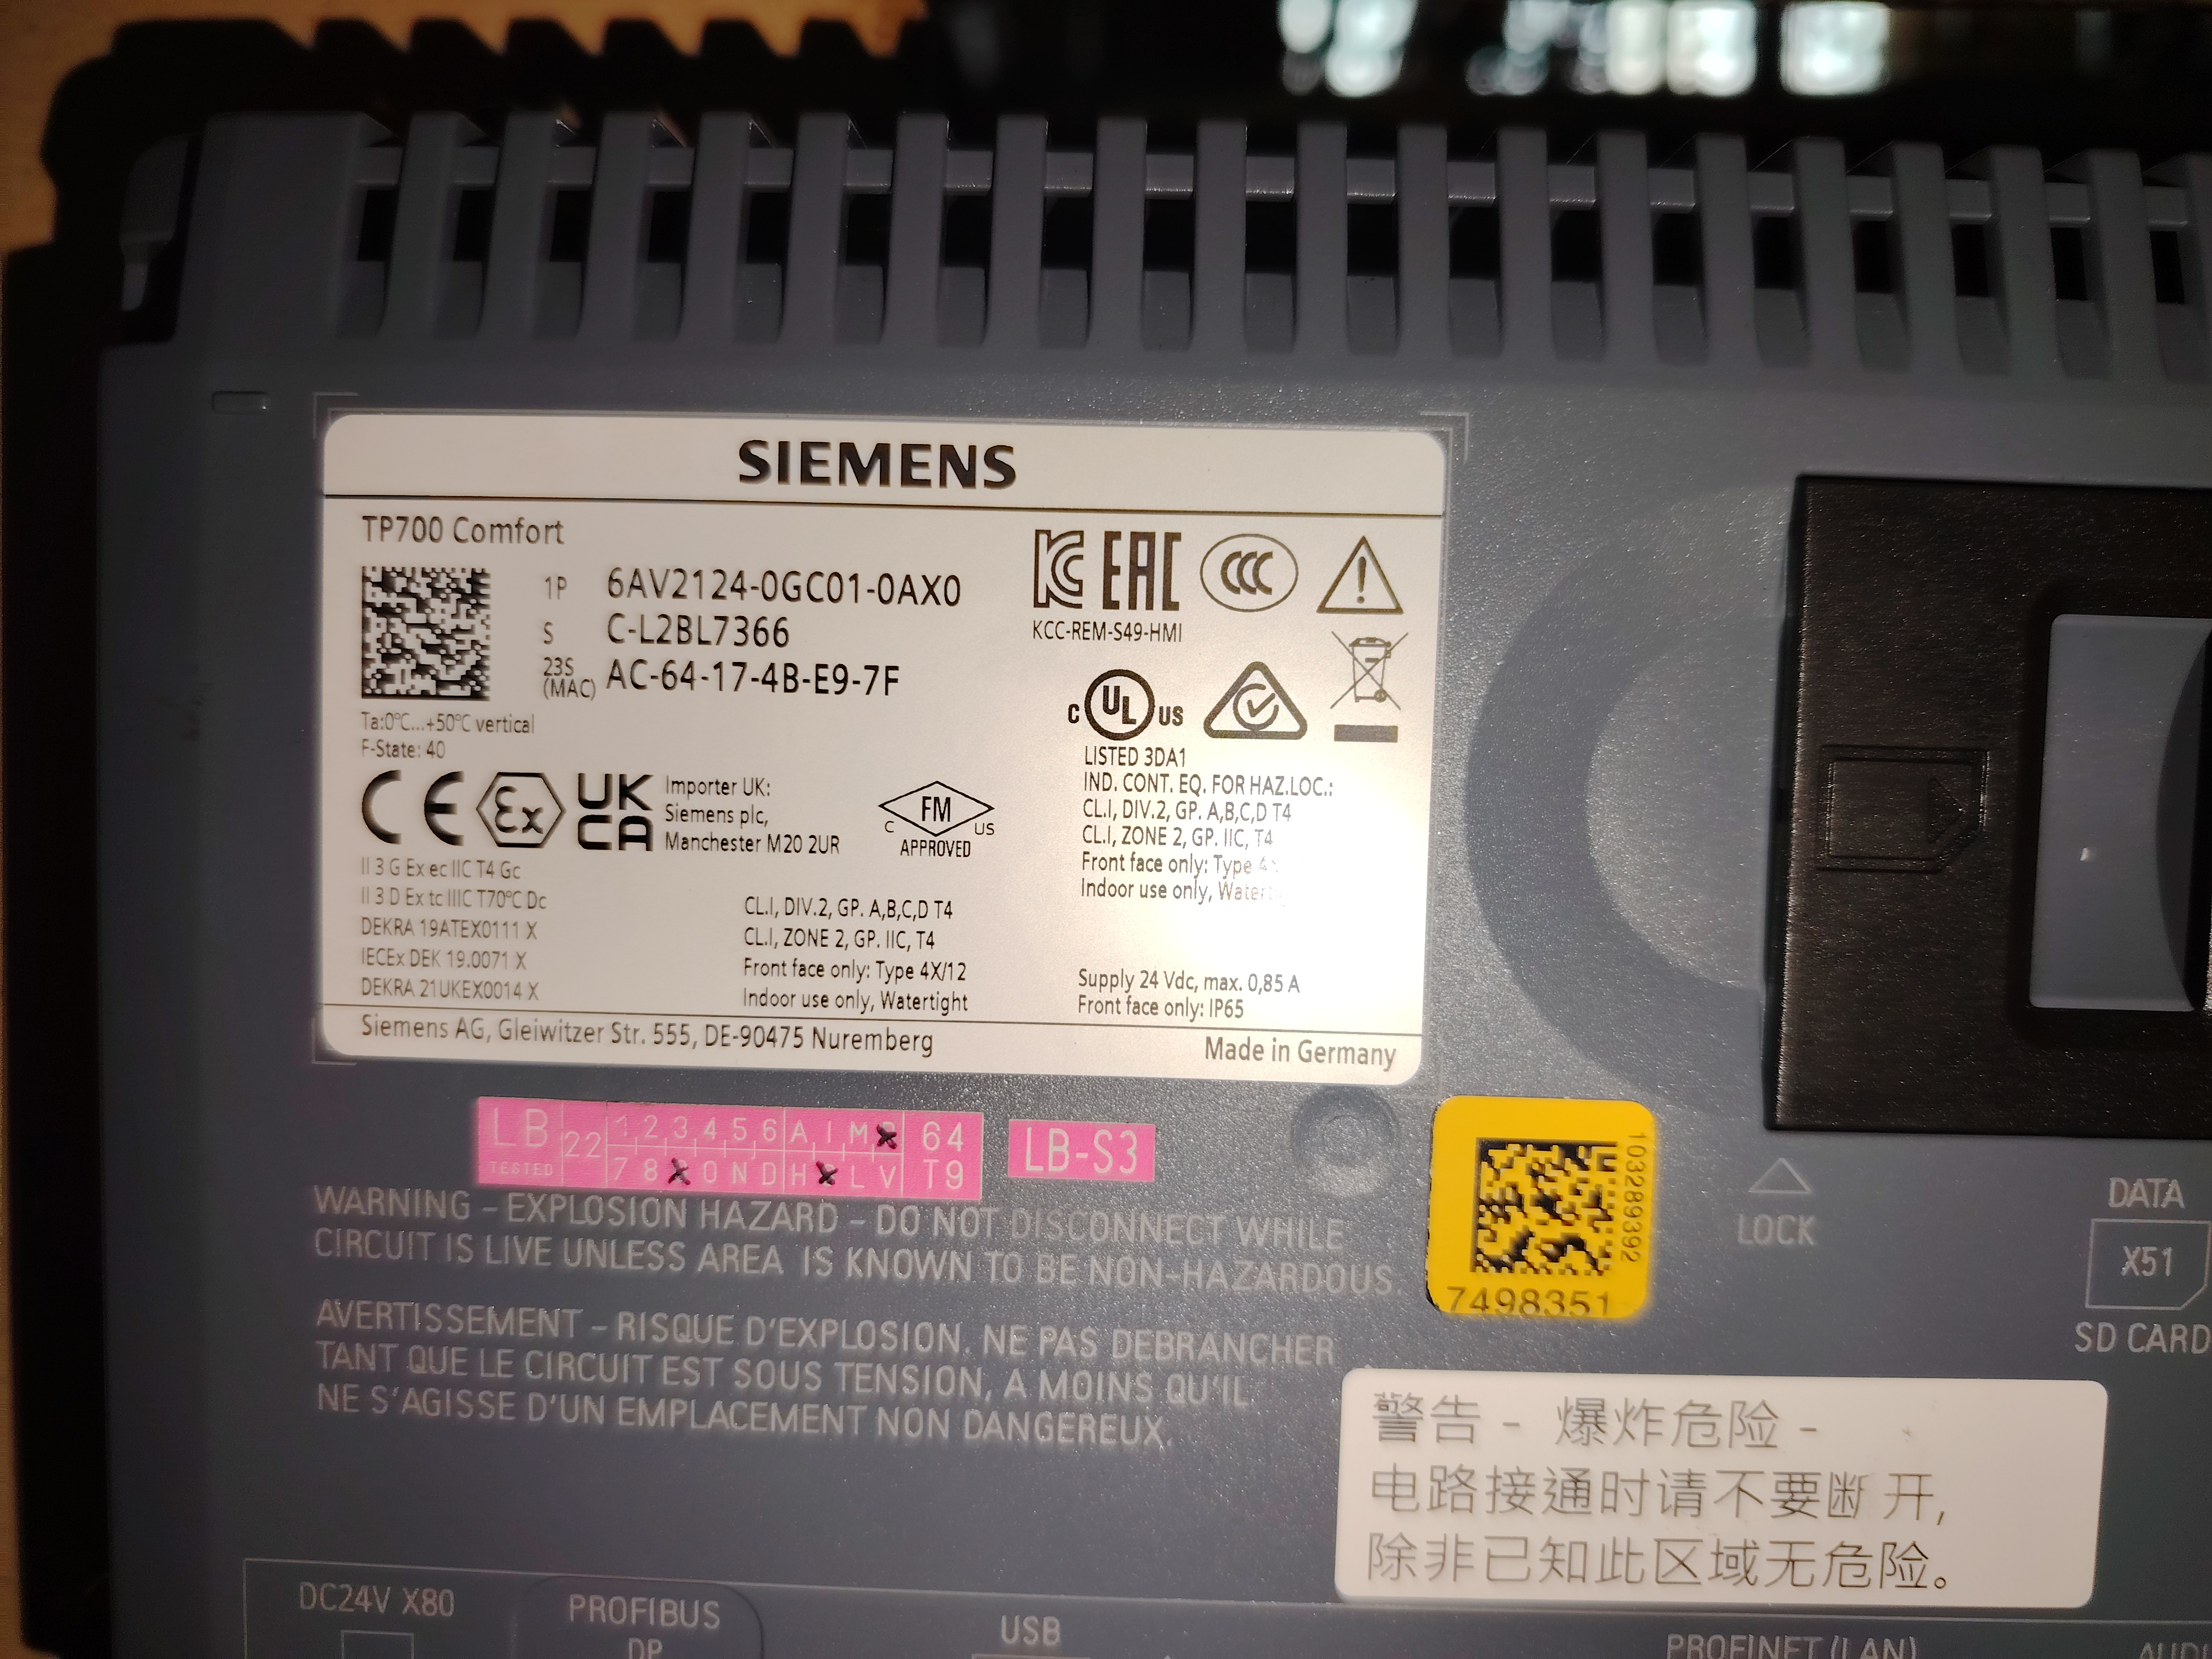 SIEMENS
TP700 Comfort
1P 6AV2124-0GC01-0AX0
S C-L2BL7366
23S (MAC) AC-64-17-4B-E9-7F
Ta:0°C...+50°C vertical
F-State: 40
KCC-REM-S49-HMI
EAC
CCC
C UL US
LISTED 3DA1
IND. CONT. EQ. FOR HAZ.LOC.:
CL.I, DIV.2, GP. A,B,C,D T4
CL.I, ZONE 2, GP. IIC, T4
Front face only: Type
Indoor use only,
CE Ex UK CA
Importer UK:
Siemens plc,
Manchester M20 2UR
C FM US
APPROVED
II 3 G Ex ec IIC T4 Gc
II 3 D Ex tc IIIC T70°C Dc
DEKRA 19ATEX0111 X
IECEx DEK 19.0071 X
DEKRA 21UKEX0014 X
CL.I, DIV.2, GP. A,B,C,D T4
CL.I, ZONE 2, GP. IIC, T4
Front face only: Type 4X/12
Indoor use only, Watertight
Supply 24 Vdc, max. 0,85 A
Front face only: IP65
Siemens AG, Gleiwitzer Str. 555, DE-90475 Nuremberg
Made in Germany
LB 22 1 2 3 4 5 6 A I M 64
TESTED 7 8 O N D H L V T9
LB-S3
103289392
7498351
LOCK
DATA
X51
SD CARD
WARNING – EXPLOSION HAZARD – DO NOT DISCONNECT WHILE
CIRCUIT IS LIVE UNLESS AREA IS KNOWN TO BE NON-HAZARDOUS.
AVERTISSEMENT – RISQUE D'EXPLOSION. NE PAS DEBRANCHER
TANT QUE LE CIRCUIT EST SOUS TENSION, A MOINS QU'IL
NE S'AGISSE D'UN EMPLACEMENT NON DANGEREUX.
警告 - 爆炸危险 -
电路接通时请不要断开,
除非已知此区域无危险。
DC24V X80
PROFIBUS
DP
USB
PROFINET (LAN)